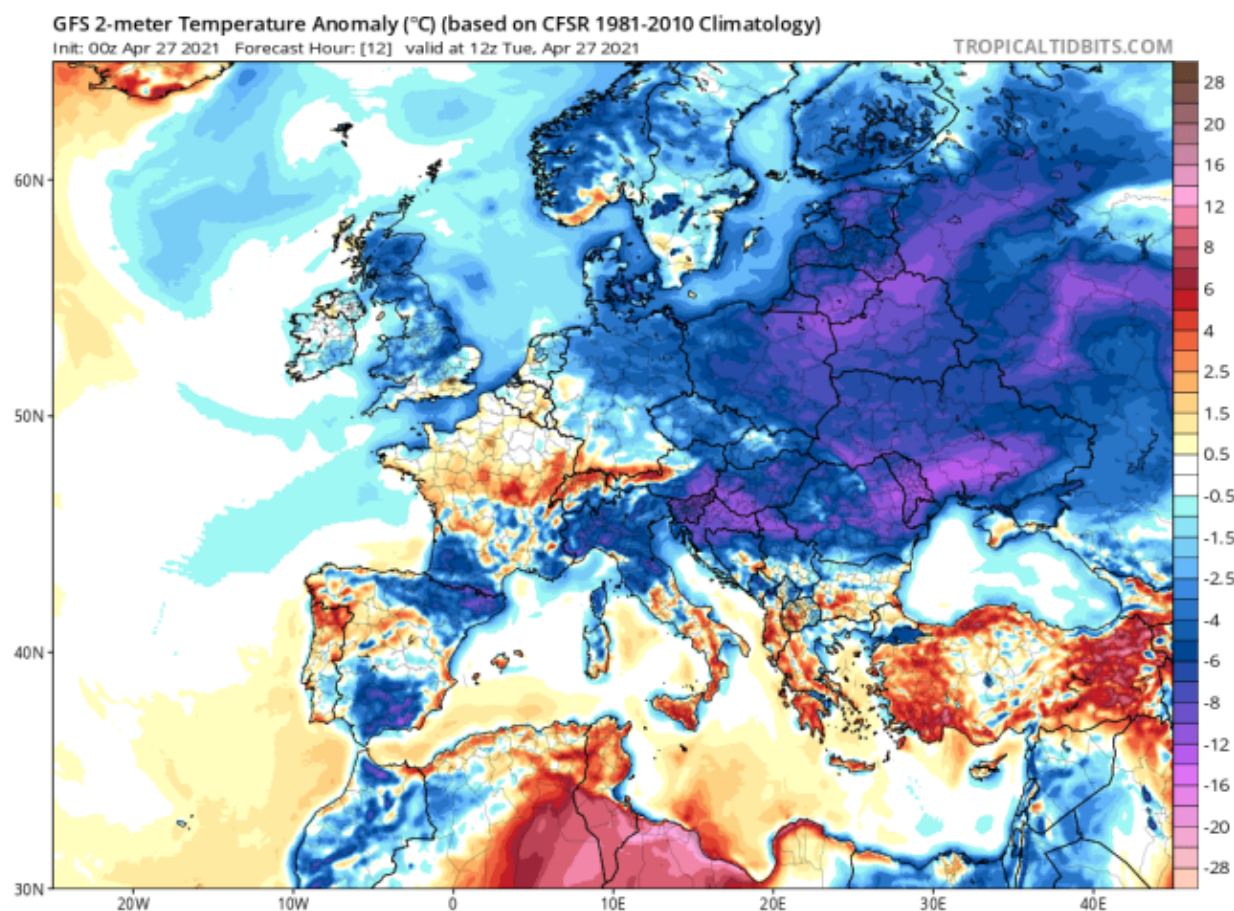 GFS 2-meter Temperature Anomaly (°C) (based on CFSR 1981-2010 Climatology)
Init: 00z Apr 27 2021 Forecast Hour: [12] valid at 12z Tue, Apr 27 2021 TROPICALTIDBITS.COM
28
20
16
12
8
6
4
2.5
1.5
0.5
-0.5
-1.5
-2.5
-4
-6
-8
-12
-16
-20
-28
60N
50N
40N
30N
20W 10W 0 10E 20E 30E 40E